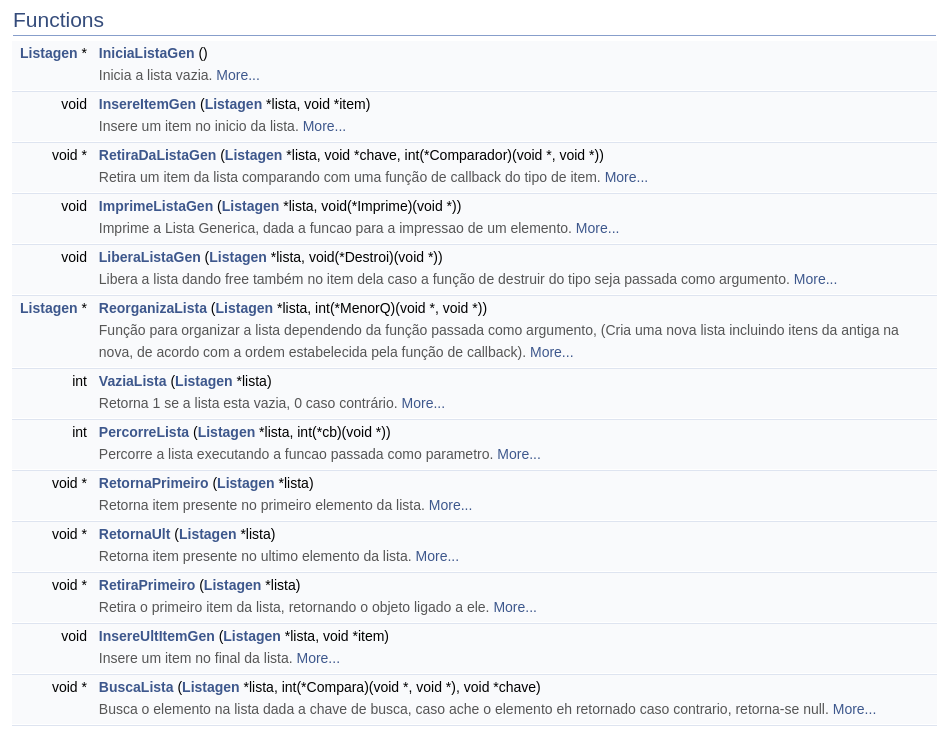 Functions
Listagen * IniciaListaGen ()
Inicia a lista vazia. More...
void InsereItemGen (Listagen *lista, void *item)
Insere um item no inicio da lista. More...
void * RetiraDaListaGen (Listagen *lista, void *chave, int(*Comparador)(void *, void *))
Retira um item da lista comparando com uma função de callback do tipo de item. More...
void ImprimeListaGen (Listagen *lista, void(*Imprime)(void *))
Imprime a Lista Generica, dada a funcao para a impressao de um elemento. More...
void LiberaListaGen (Listagen *lista, void(*Destroi)(void *))
Libera a lista dando free também no item dela caso a função de destruir do tipo seja passada como argumento. More...
Listagen * ReorganizaLista (Listagen *lista, int(*MenorQ)(void *, void *))
Função para organizar a lista dependendo da função passada como argumento, (Cria uma nova lista incluindo itens da antiga na
nova, de acordo com a ordem estabelecida pela função de callback). More...
int VaziaLista (Listagen *lista)
Retorna 1 se a lista esta vazia, 0 caso contrário. More...
int PercorreLista (Listagen *lista, int(*cb)(void *))
Percorre a lista executando a funcao passada como parametro. More...
void * RetornaPrimeiro (Listagen *lista)
Retorna item presente no primeiro elemento da lista. More...
void * RetornaUlt (Listagen *lista)
Retorna item presente no ultimo elemento da lista. More...
void * RetiraPrimeiro (Listagen *lista)
Retira o primeiro item da lista, retornando o objeto ligado a ele. More...
void InsereUltItemGen (Listagen *lista, void *item)
Insere um item no final da lista. More...
void * BuscaLista (Listagen *lista, int(*Compara)(void *, void *), void *chave)
Busca o elemento na lista dada a chave de busca, caso ache o elemento eh retornado caso contrario, retorna-se null. More...